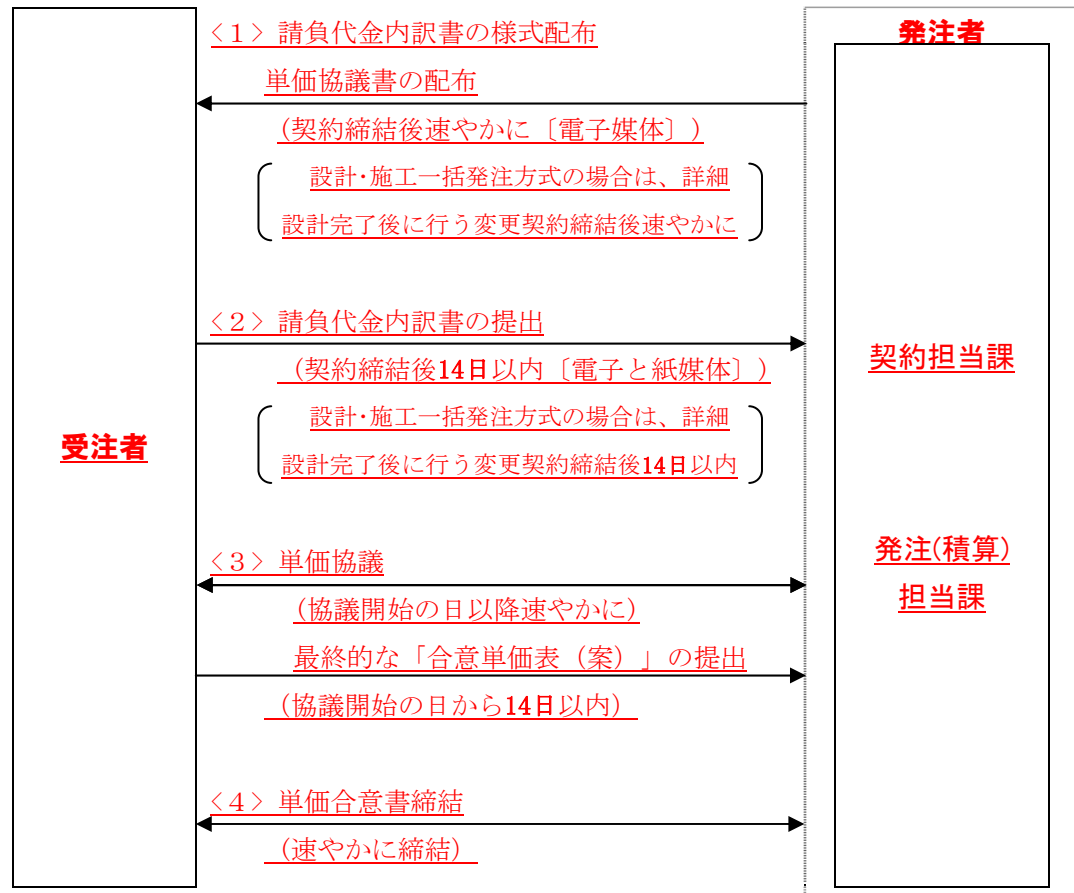 発注者
<１> 請負代金内訳書の様式配布
単価協議書の配布
(契約締結後速やかに〔電子媒体〕)
設計･施工一括発注方式の場合は、詳細
設計完了後に行う変更契約締結後速やかに
<２> 請負代金内訳書の提出
(契約締結後14日以内〔電子と紙媒体〕)
契約担当課
設計･施工一括発注方式の場合は、詳細
設計完了後に行う変更契約締結後14日以内
受注者
<３> 単価協議
(協議開始の日以降速やかに)
発注(積算)
担当課
最終的な「合意単価表（案）」の提出
(協議開始の日から14日以内)
<４> 単価合意書締結
(速やかに締結)